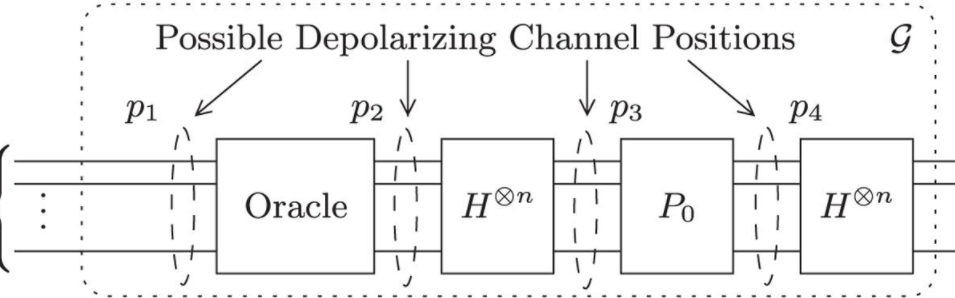 Possible Depolarizing Channel Positions 𝒢
p₁ p₂ p₃ p₄
Oracle H^{⊗n} P₀ H^{⊗n}